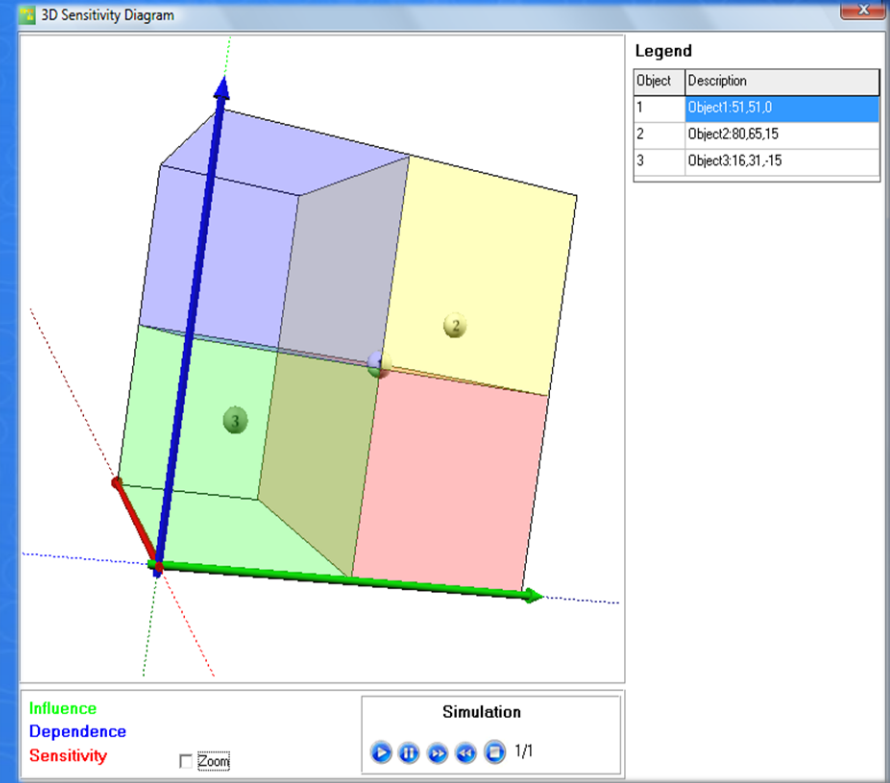 3D Sensitivity Diagram
Legend
Object Description
1 Object1:51,51,0
2 Object2:80,65,15
3 Object3:16,31,-15
2
3
Influence
Dependence
Sensitivity
Zoom
Simulation
1/1